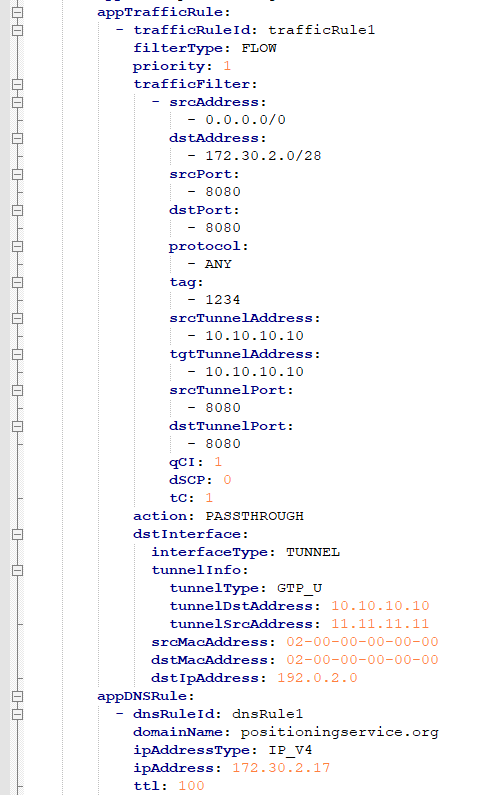 appTrafficRule:
- trafficRuleId: trafficRule1
filterType: FLOW
priority: 1
trafficFilter:
- srcAddress:
- 0.0.0.0/0
dstAddress:
- 172.30.2.0/28
srcPort:
- 8080
dstPort:
- 8080
protocol:
- ANY
tag:
- 1234
srcTunnelAddress:
- 10.10.10.10
tgtTunnelAddress:
- 10.10.10.10
srcTunnelPort:
- 8080
dstTunnelPort:
- 8080
qCI: 1
dSCP: 0
tC: 1
action: PASSTHROUGH
dstInterface:
interfaceType: TUNNEL
tunnelInfo:
tunnelType: GTP_U
tunnelDstAddress: 10.10.10.10
tunnelSrcAddress: 11.11.11.11
srcMacAddress: 02-00-00-00-00-00
dstMacAddress: 02-00-00-00-00-00
dstIpAddress: 192.0.2.0
appDNSRule:
- dnsRuleId: dnsRule1
domainName: positioningservice.org
ipAddressType: IP_V4
ipAddress: 172.30.2.17
ttl: 100